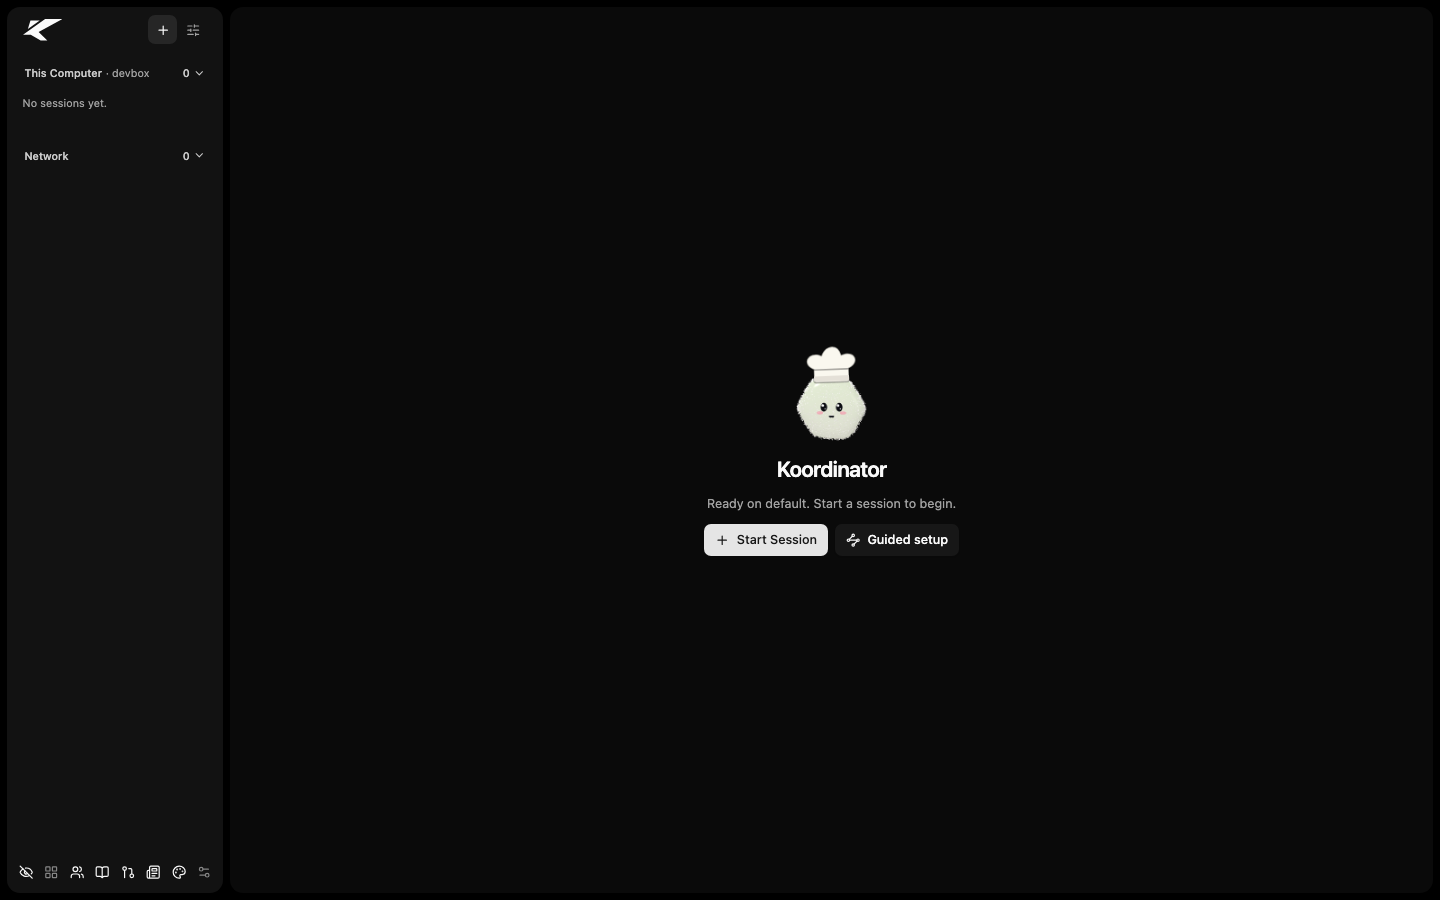 This Computer · devbox 0
No sessions yet.
Network 0
Koordinator
Ready on default. Start a session to begin.
Start Session
Guided setup